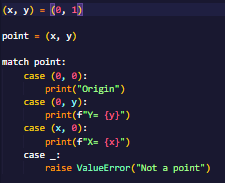 (x, y) = (0, 1)
point = (x, y)
match point:
    case (0, 0):
        print("Origin")
    case (0, y):
        print(f"Y= {y}")
    case (x, 0):
        print(f"X= {x}")
    case _:
        raise ValueError("Not a point")